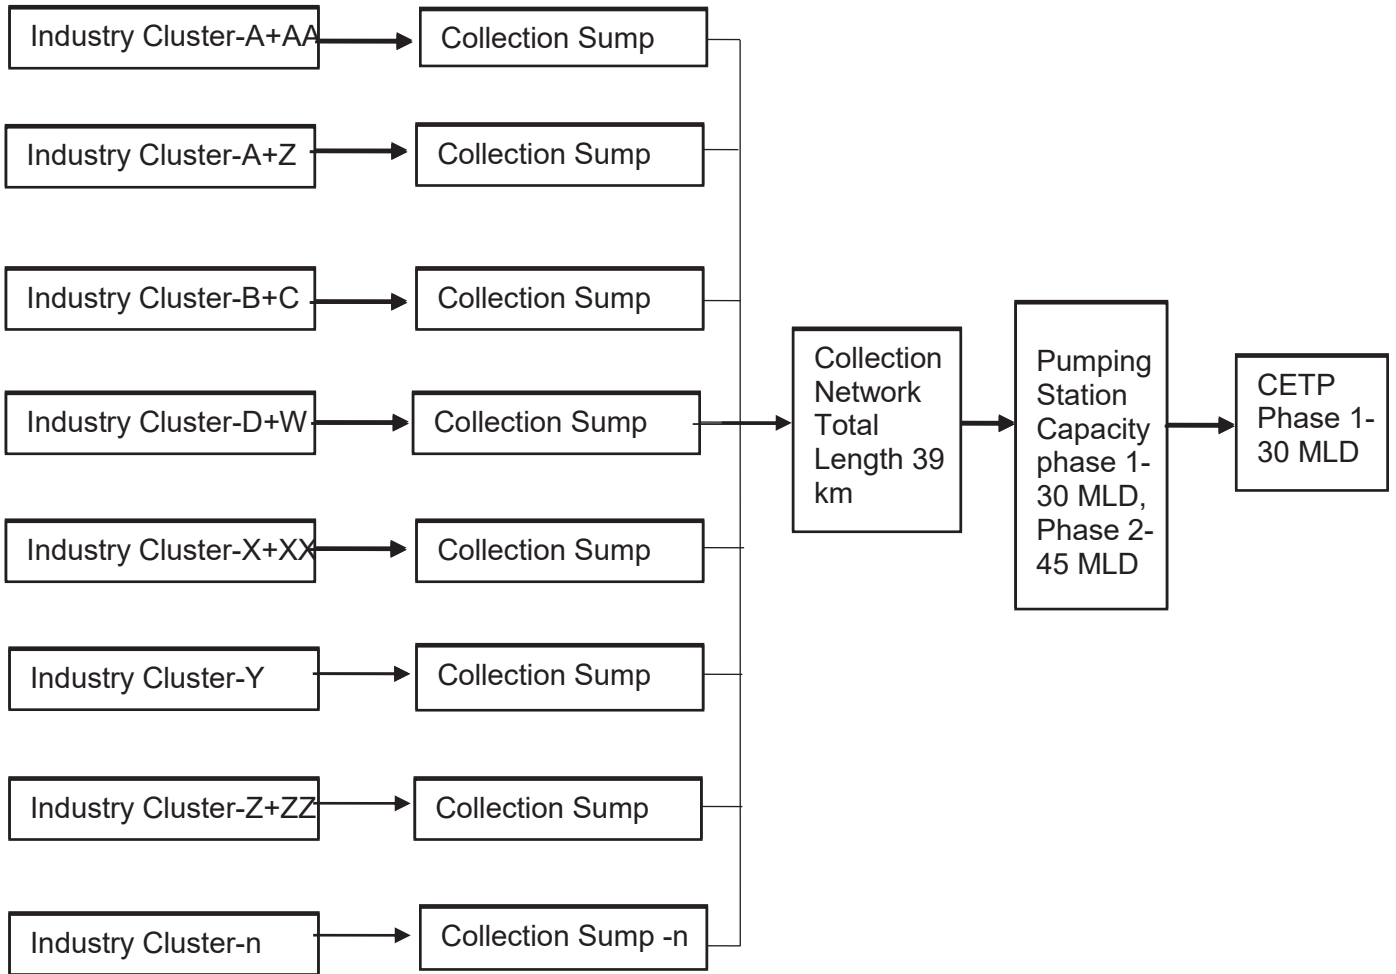 Industry Cluster-A+AA
Collection Sump
Industry Cluster-A+Z
Collection Sump
Industry Cluster-B+C
Collection Sump
Industry Cluster-D+W
Collection Sump
Industry Cluster-X+XX
Collection Sump
Industry Cluster-Y
Collection Sump
Industry Cluster-Z+ZZ
Collection Sump
Industry Cluster-n
Collection Sump -n
Collection
Network
Total
Length 39
km
Pumping
Station
Capacity
phase 1-
30 MLD,
Phase 2-
45 MLD
CETP
Phase 1-
30 MLD